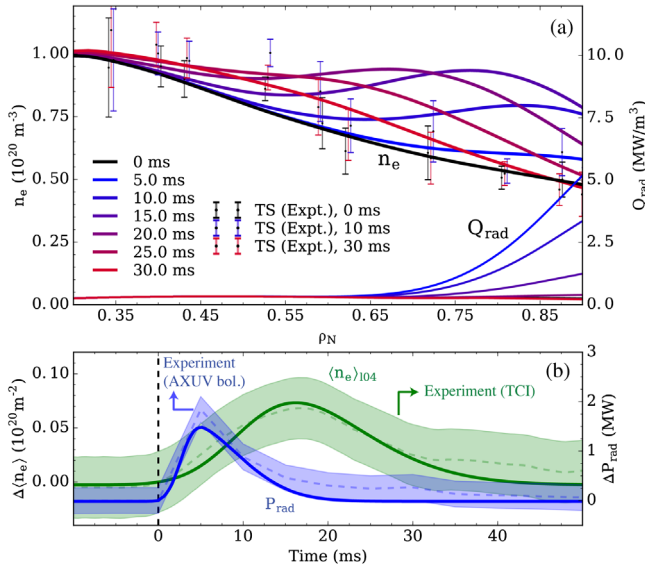 (a)
1.00
0.75
0.50
0.25
0.00
n_e (10^20 m^-3)
10.0
7.5
5.0
2.5
0.0
Q_rad (MW/m^3)
n_e
Q_rad
0 ms
5.0 ms
10.0 ms
15.0 ms
20.0 ms
25.0 ms
30.0 ms
TS (Expt.), 0 ms
TS (Expt.), 10 ms
TS (Expt.), 30 ms
0.35 0.45 0.55 0.65 0.75 0.85
ρ_N
(b)
0.10
0.05
0.00
Δ⟨n_e⟩ (10^20 m^-2)
3
2
1
0
ΔP_rad (MW)
Experiment
(AXUV bol.)
⟨n_e⟩_l04
Experiment (TCI)
P_rad
0 10 20 30 40
Time (ms)